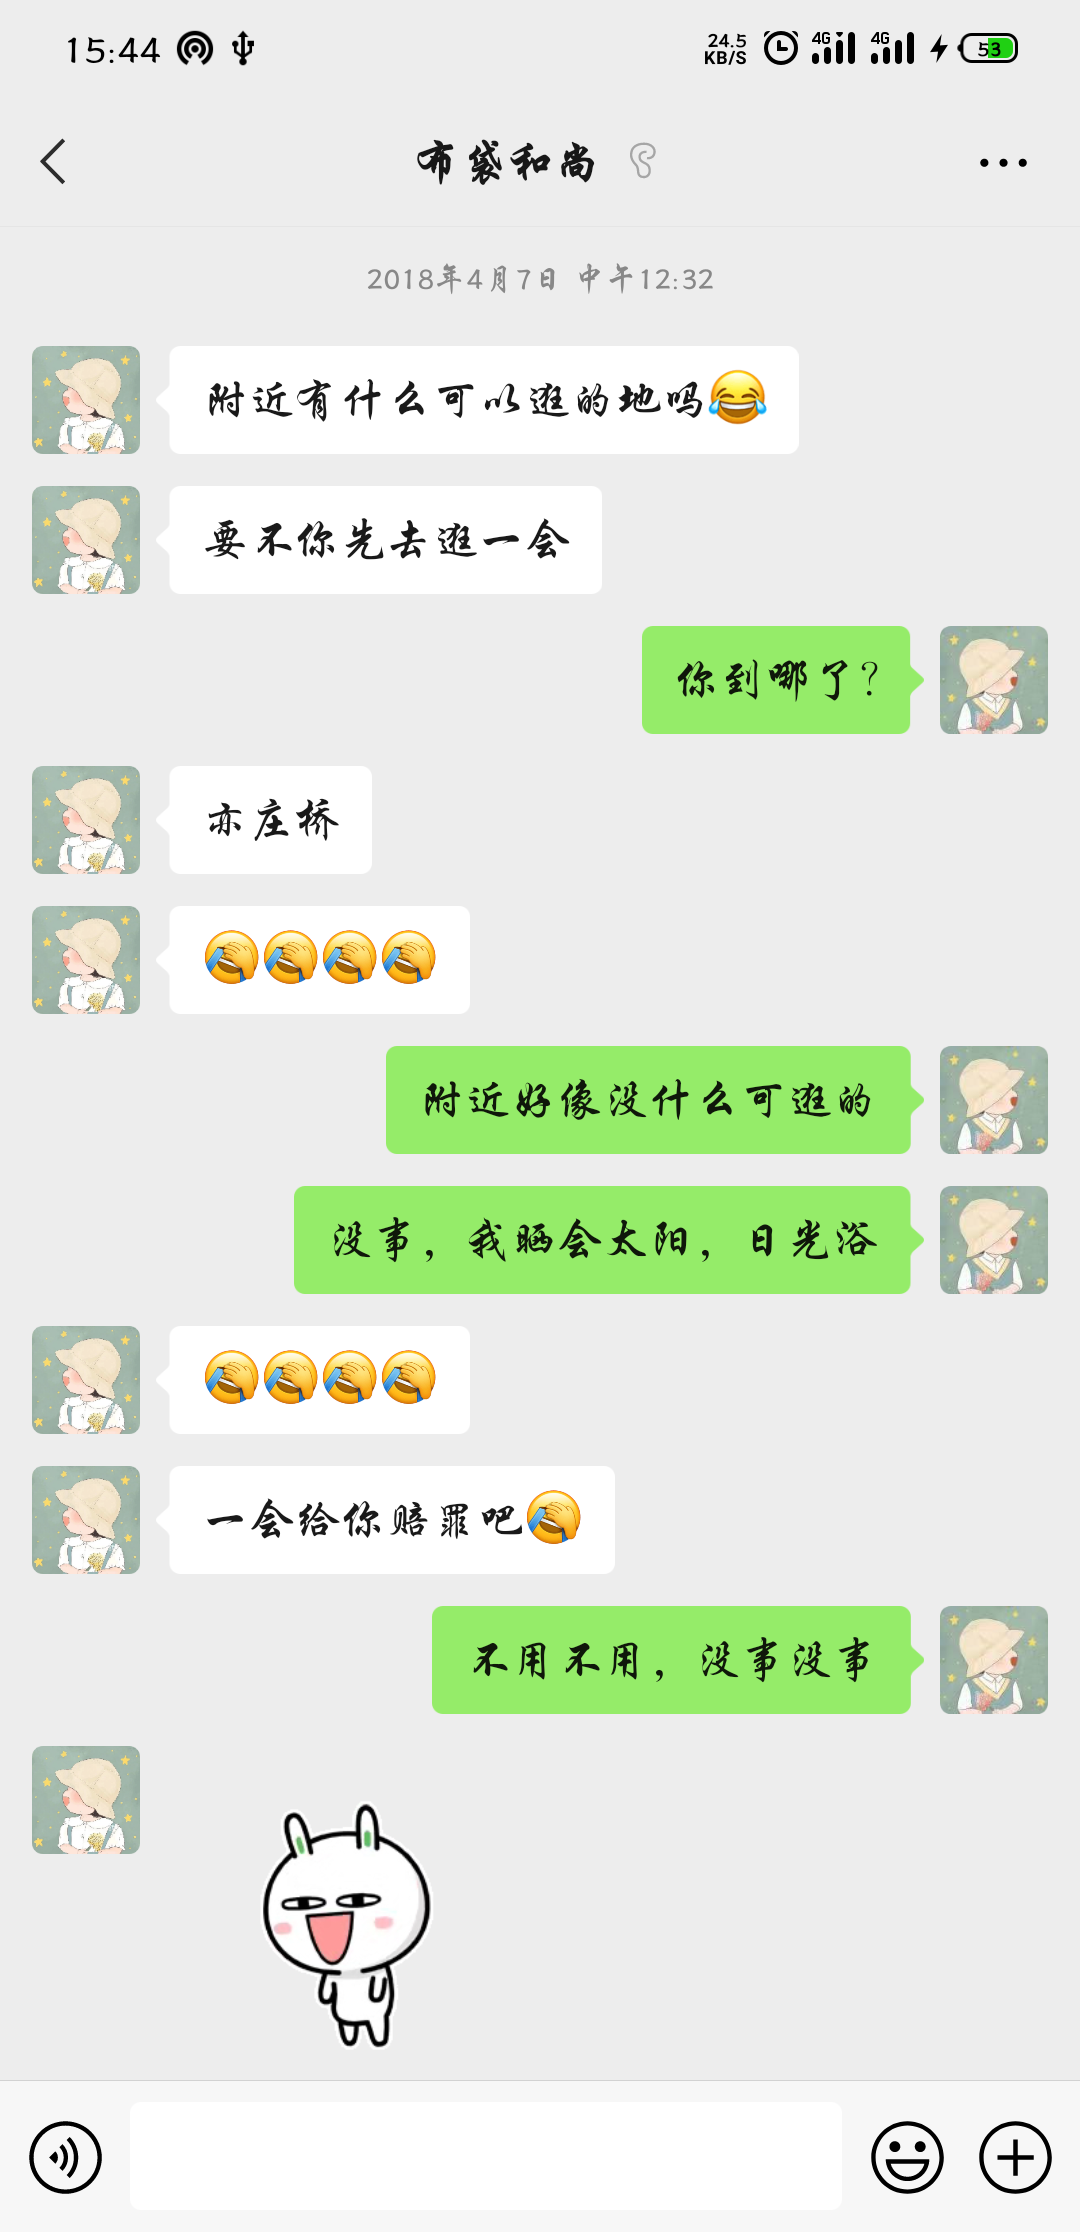 15:44
24.5
KB/S
4G
4G
53
布袋和尚
2018年4月7日 中午12:32
附近有什么可以逛的地吗😂
要不你先去逛一会
你到哪了？
亦庄桥
附近好像没什么可逛的
没事，我晒会太阳，日光浴
一会给你赔罪吧
不用不用，没事没事